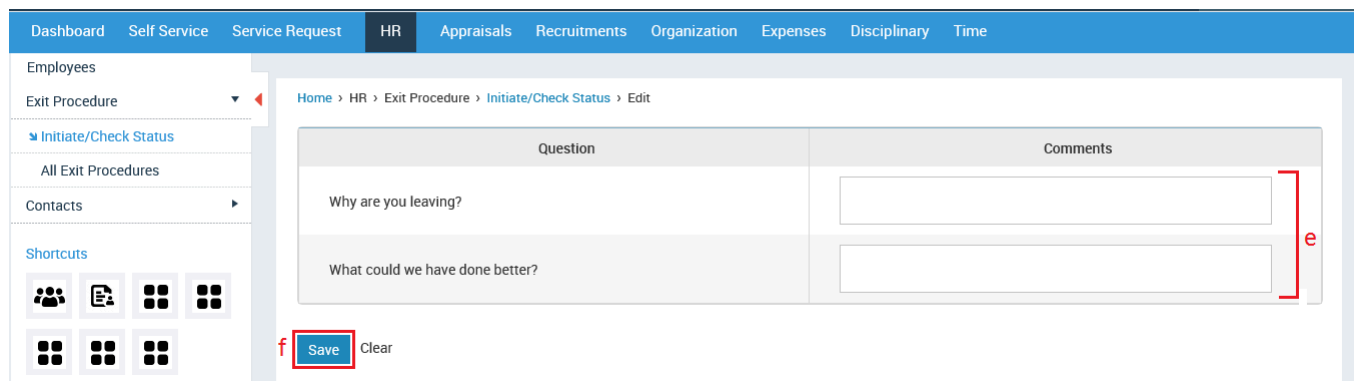 Dashboard Self Service Service Request HR Appraisals Recruitments Organization Expenses Disciplinary Time
Employees
Exit Procedure
Initiate/Check Status
All Exit Procedures
Contacts
Shortcuts
Home › HR › Exit Procedure › Initiate/Check Status › Edit
Question Comments
Why are you leaving?
What could we have done better?
e
f Save Clear